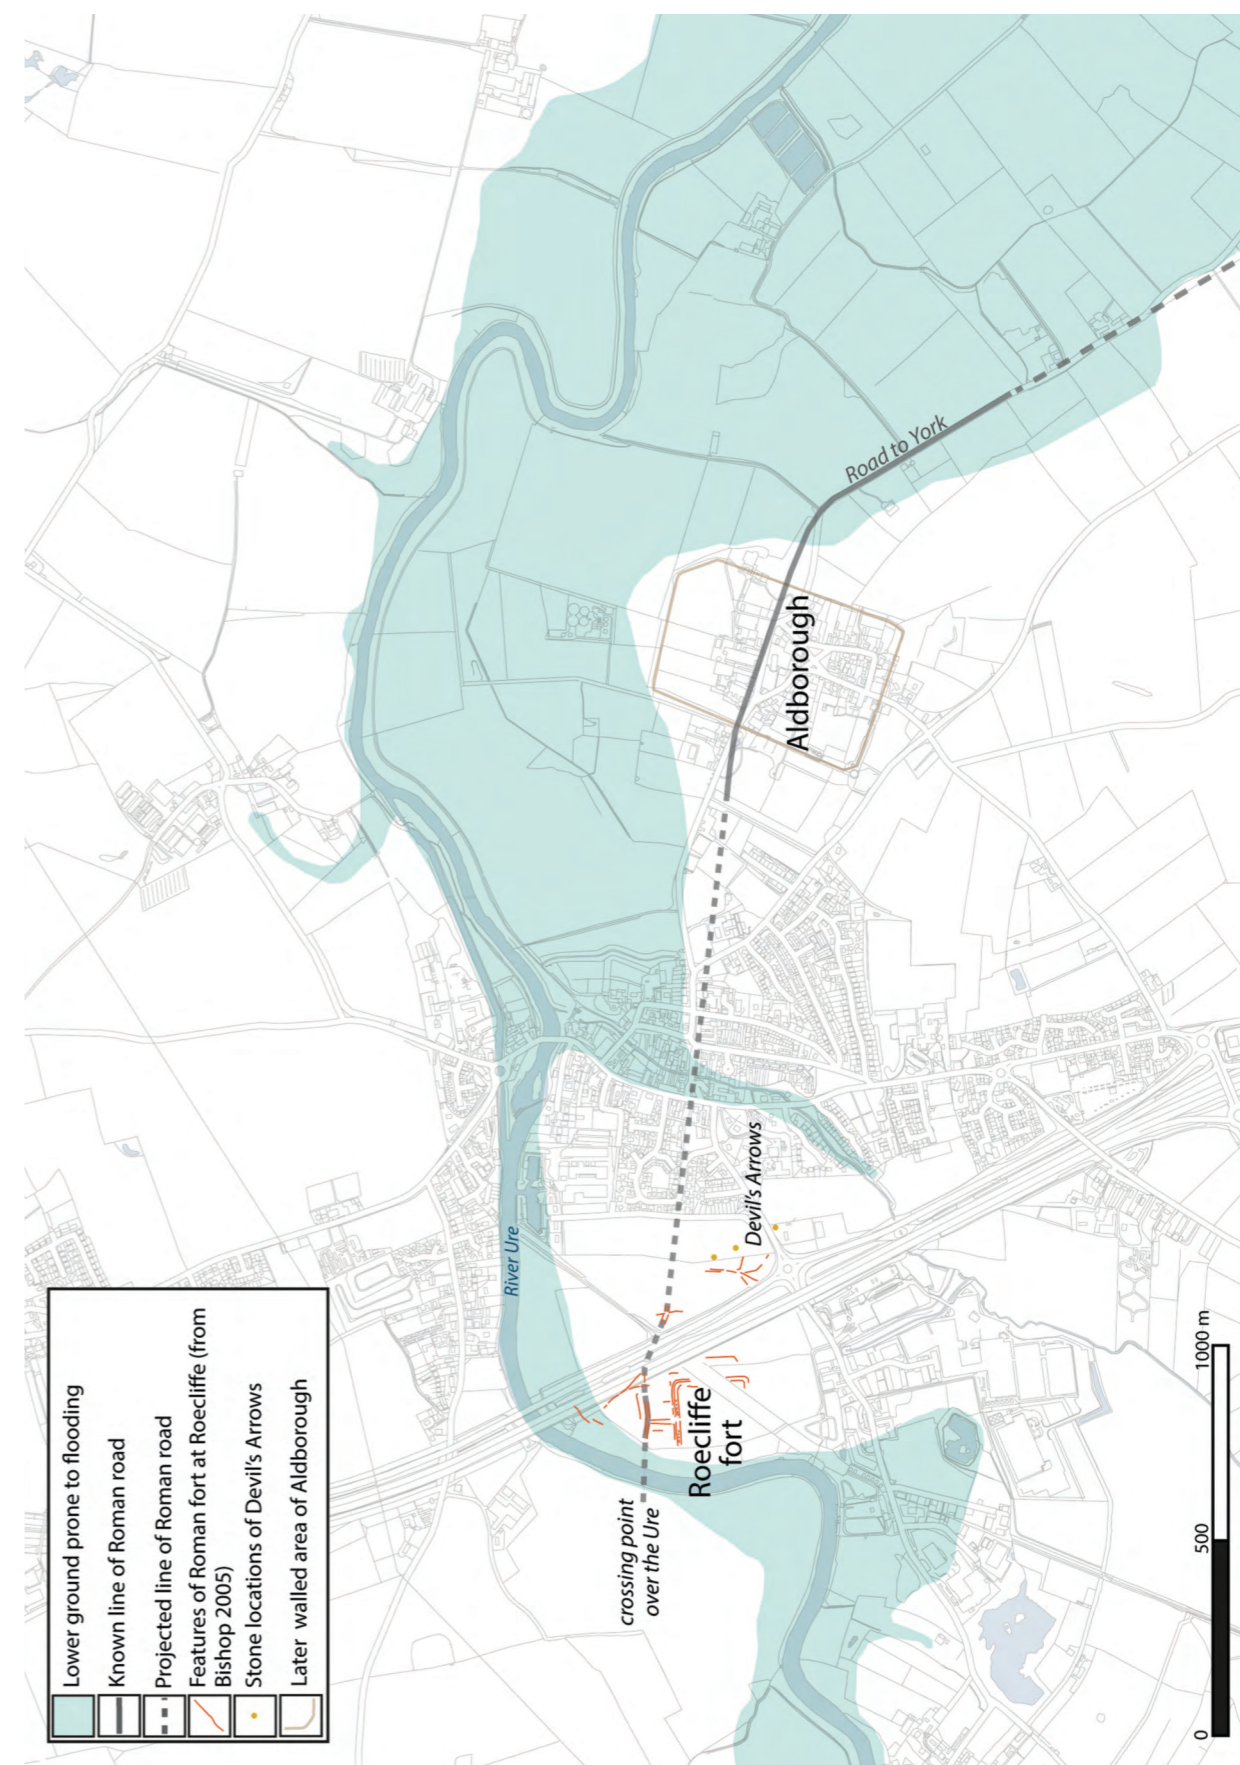 Lower ground prone to flooding
Known line of Roman road
Projected line of Roman road
Features of Roman fort at Roecliffe (from
Bishop 2005)
Stone locations of Devil's Arrows
Later walled area of Aldborough
River Ure
crossing point
over the Ure
Roecliffe
fort
Devil's Arrows
Aldborough
Road to York
0
500
1000 m